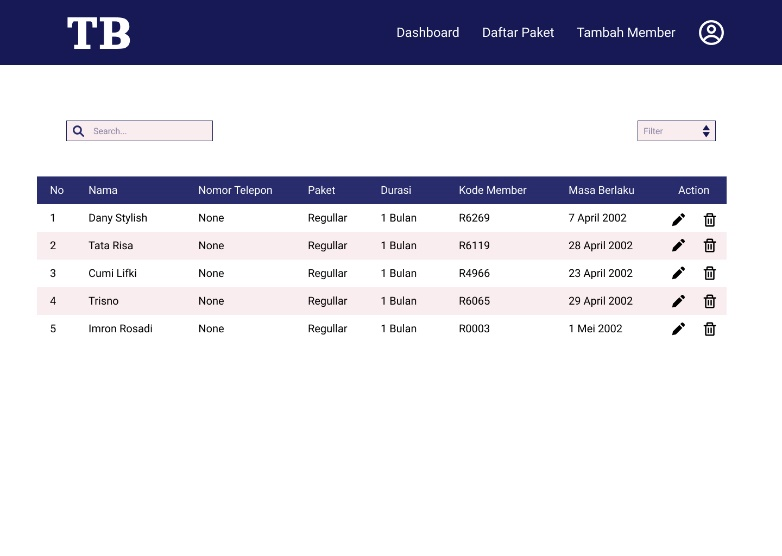 TB Dashboard Daftar Paket Tambah Member
Search... Filter
No Nama Nomor Telepon Paket Durasi Kode Member Masa Berlaku Action
1 Dany Stylish None Regullar 1 Bulan R6269 7 April 2002
2 Tata Risa None Regullar 1 Bulan R6119 28 April 2002
3 Cumi Lifki None Regullar 1 Bulan R4966 23 April 2002
4 Trisno None Regullar 1 Bulan R6065 29 April 2002
5 Imron Rosadi None Regullar 1 Bulan R0003 1 Mei 2002